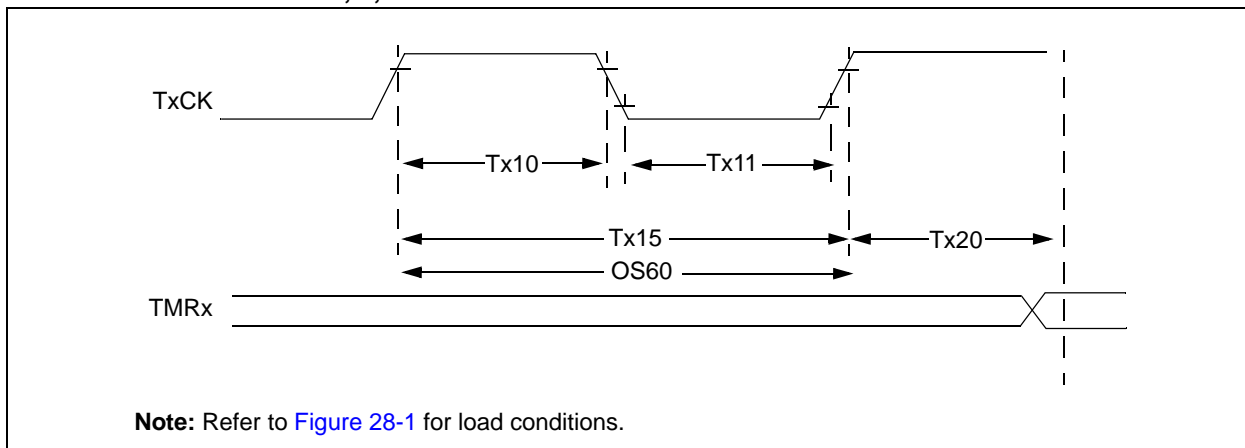 TxCK
Tx10 Tx11
Tx15 Tx20
OS60
TMRx
Note: Refer to Figure 28-1 for load conditions.